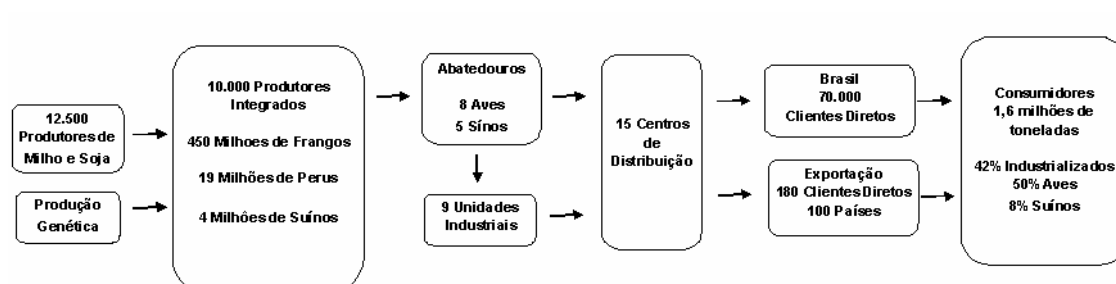 12.500
Produtores de
Milho e Soja
Produção
Genética
10.000 Produtores
Integrados
450 Milhoes de Frangos
19 Milhões de Perus
4 Milhões de Suínos
Abatedouros
8 Aves
5 Sínos
9 Unidades
Industriais
15 Centros
de
Distribuição
Brasil
70.000
Clientes Diretos
Exportação
180 Clientes Diretos
100 Países
Consumidores
1,6 milhões de
toneladas
42% Industrializados
50% Aves
8% Suínos